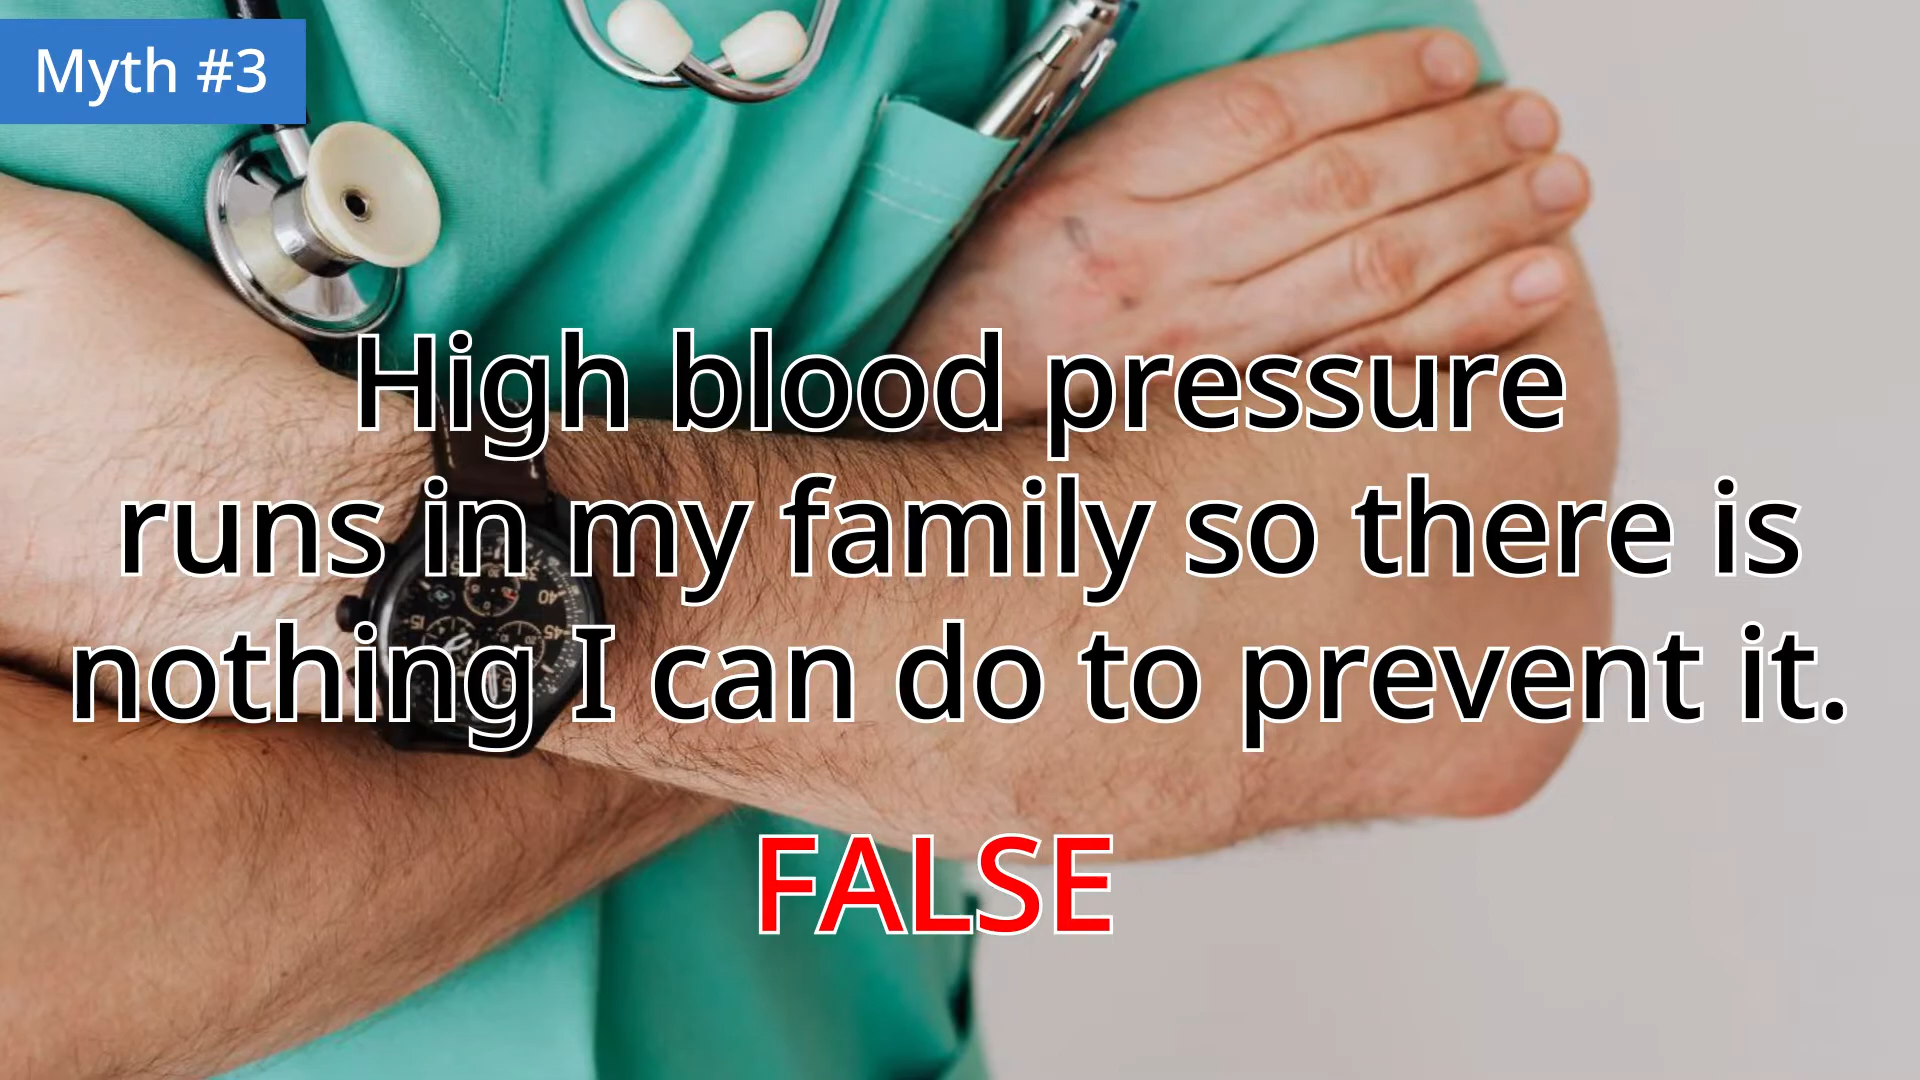 Myth #3
High blood pressure
runs in my family so there is
nothing I can do to prevent it.
FALSE